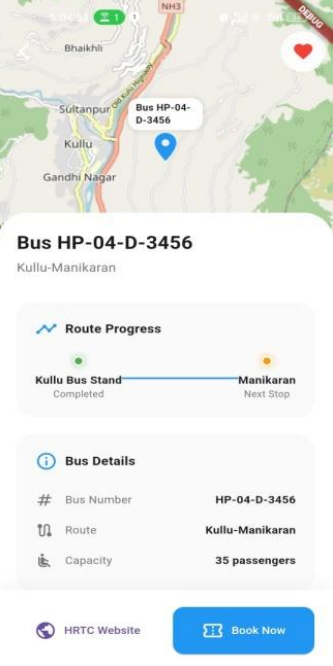 1
DEBUG
NH3
Bhaikhli
Sultanpur
Old Kullu Highway
Bus HP-04-
D-3456
Kullu
Gandhi Nagar
Bus HP-04-D-3456
Kullu-Manikaran
Route Progress
Kullu Bus Stand
Manikaran
Completed
Next Stop
Bus Details
# Bus Number
HP-04-D-3456
Route
Kullu-Manikaran
Capacity
35 passengers
HRTC Website
Book Now